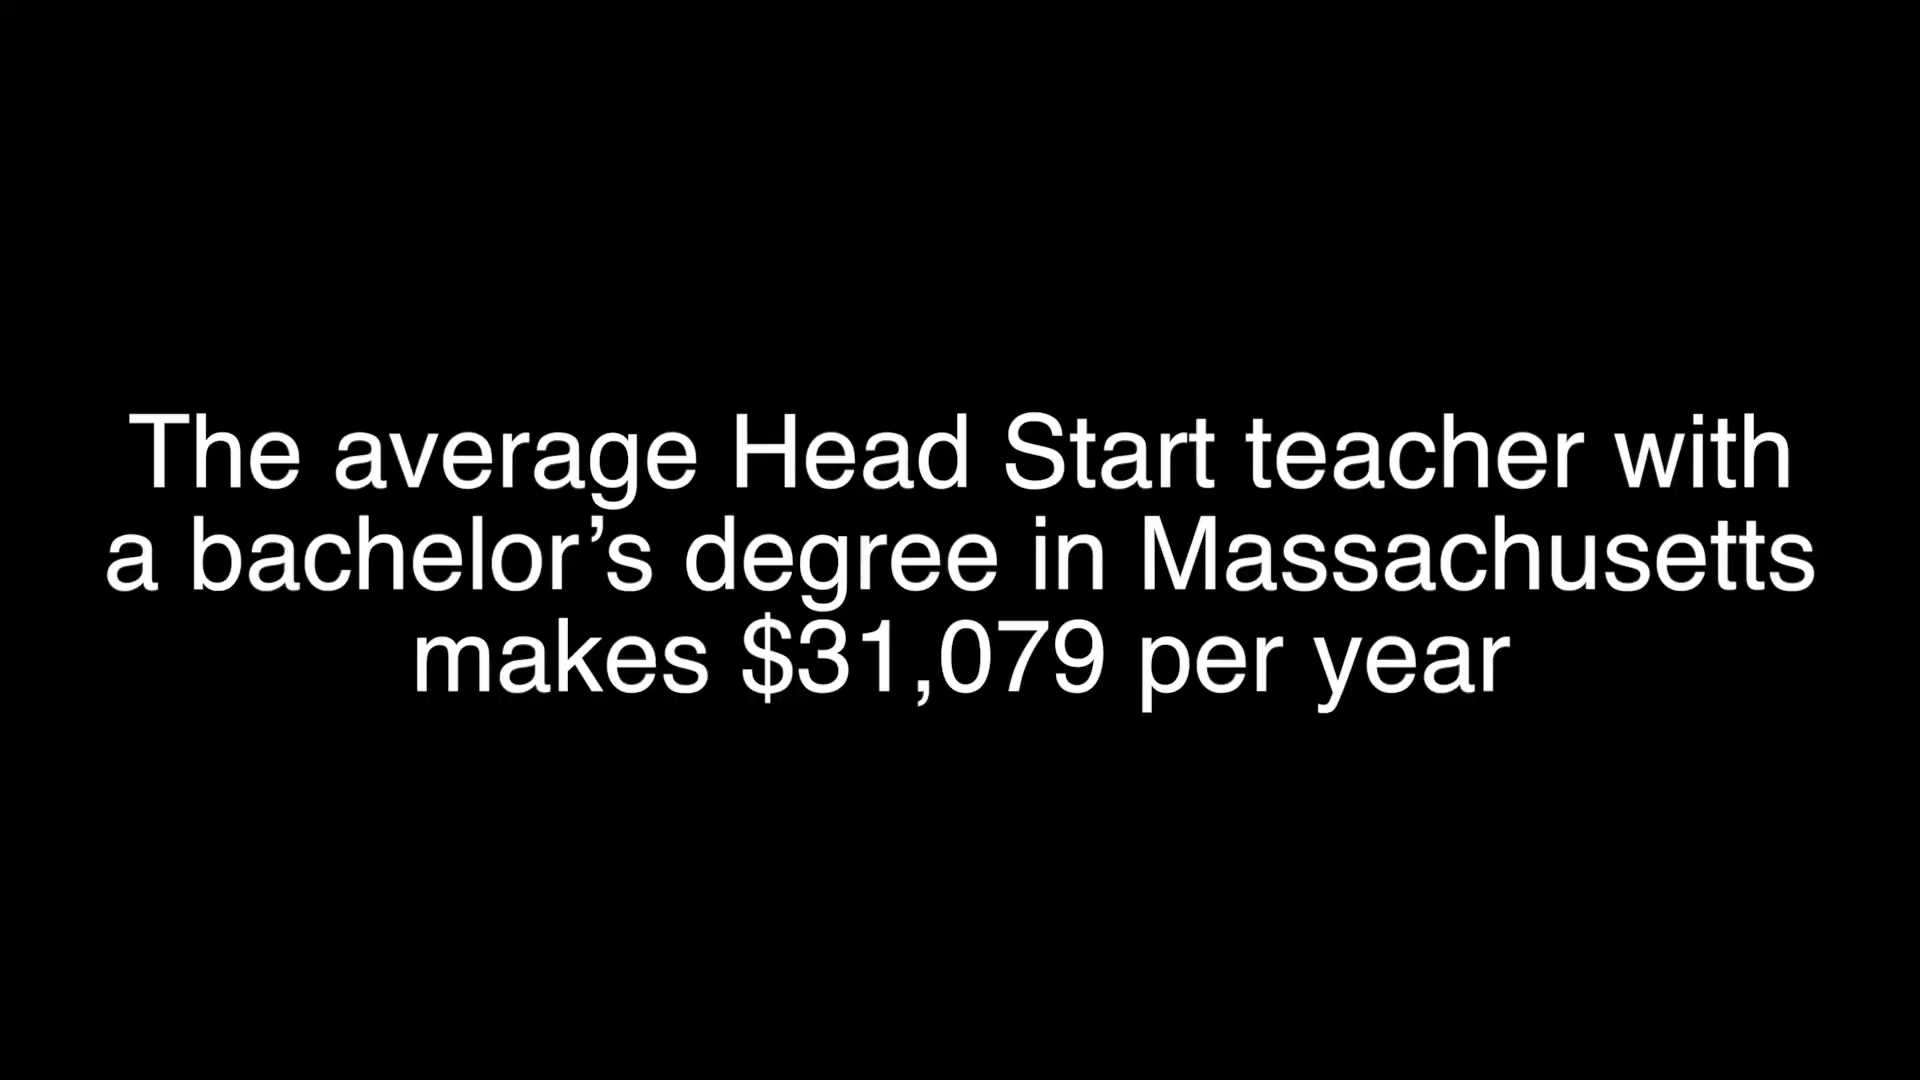 The average Head Start teacher with
a bachelor’s degree in Massachusetts
makes $31,079 per year